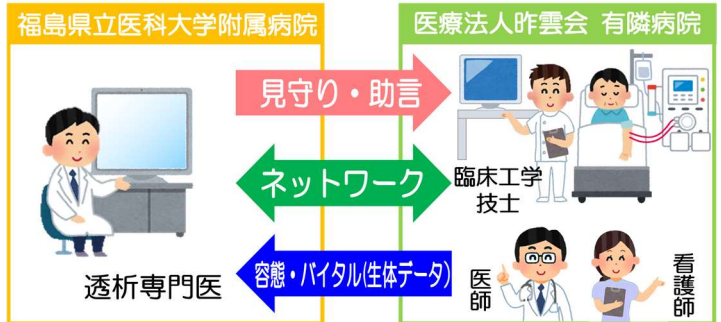 福島県立医科大学附属病院
医療法人昨雲会 有隣病院
見守り・助言
ネットワーク
臨床工学
技士
容態・バイタル(生体データ)
透析専門医
医師
看護師